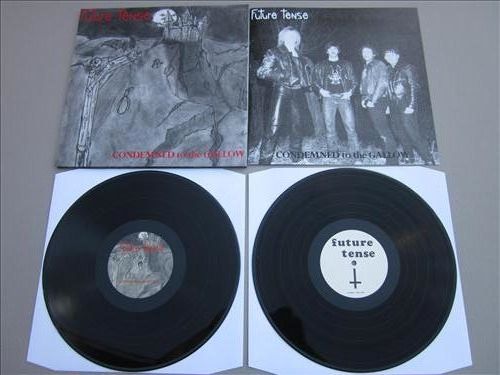 Future Tense
CONDEMNED to the GALLOW
Future Tense
CONDEMNED to the GALLOW
future
tense